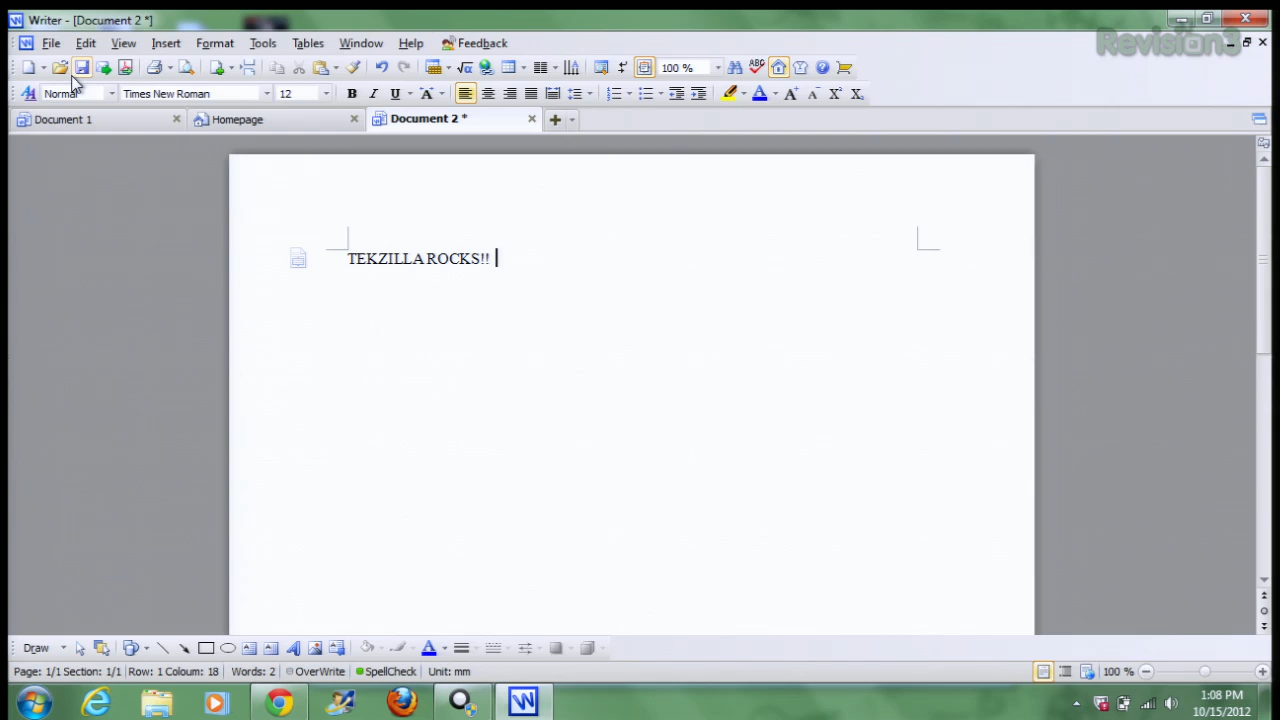 Writer - [Document 2 *]
Revision3
File Edit View Insert Format Tools Tables Window Help Feedback
100 %
Normal Times New Roman 12
Document 1 Homepage Document 2 *
TEKZILLA ROCKS!!
Draw
Page: 1/1 Section: 1/1 Row: 1 Coloum: 18 Words: 2 OverWrite SpellCheck Unit: mm 100 %
1:08 PM
10/15/2012